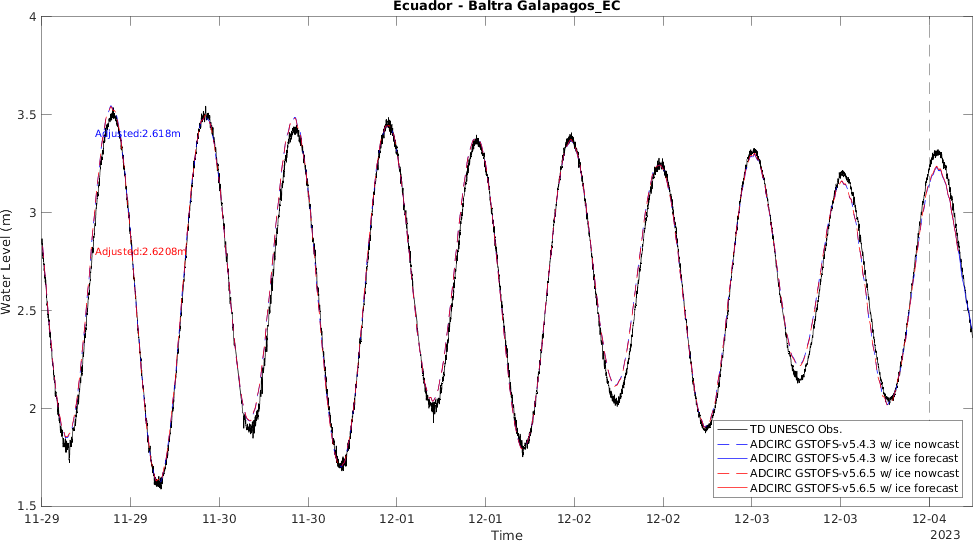 Ecuador - Baltra Galapagos_EC
4
3.5
3
2.5
2
1.5
Water Level (m)
Adjusted:2.618m
Adjusted:2.6208m
TD UNESCO Obs.
ADCIRC GSTOFS-v5.4.3 w/ ice nowcast
ADCIRC GSTOFS-v5.4.3 w/ ice forecast
ADCIRC GSTOFS-v5.6.5 w/ ice nowcast
ADCIRC GSTOFS-v5.6.5 w/ ice forecast
11-29 11-29 11-30 11-30 12-01 12-01 12-02 12-02 12-03 12-03 12-04
2023
Time